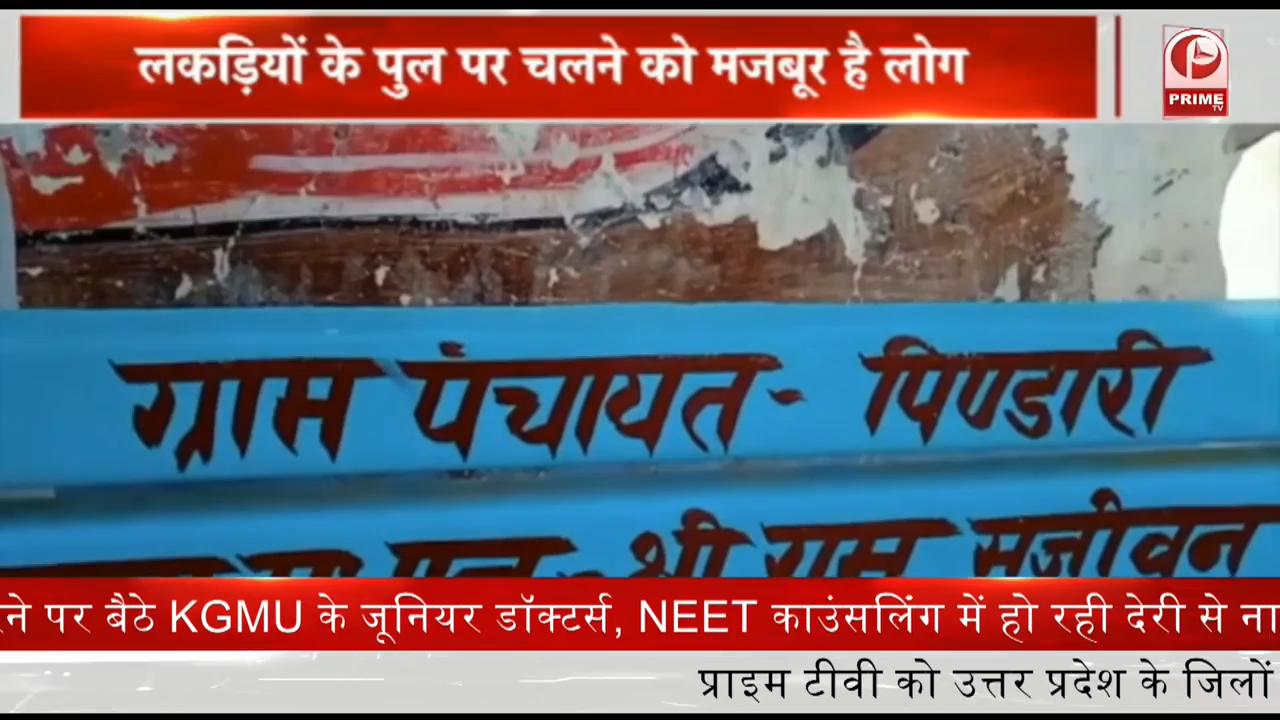 लकड़ियों के पुल पर चलने को मजबूर है लोग
PRIME
TV
ग्राम पंचायत - पिण्डारी
श्री राम सजीवन
पर बैठे KGMU के जूनियर डॉक्टर्स, NEET काउंसलिंग में हो रही देरी से
प्राइम टीवी को उत्तर प्रदेश के जिलों